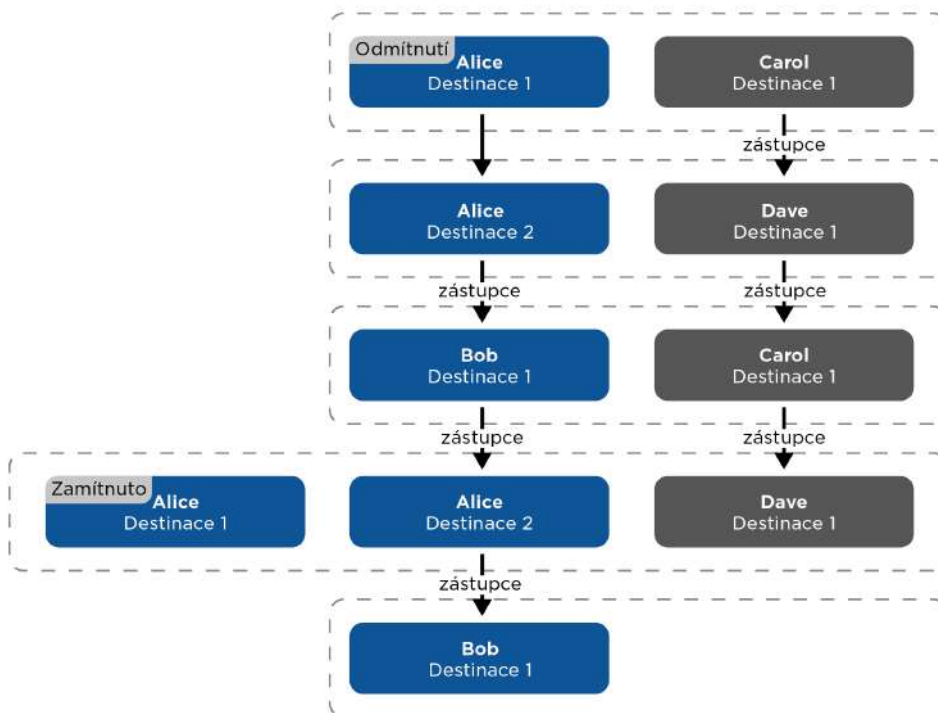 Odmítnutí
Alice
Destinace 1
Carol
Destinace 1
zástupce
Alice
Destinace 2
Dave
Destinace 1
zástupce
zástupce
Bob
Destinace 1
Carol
Destinace 1
zástupce
zástupce
Zamítnuto
Alice
Destinace 1
Alice
Destinace 2
Dave
Destinace 1
zástupce
Bob
Destinace 1